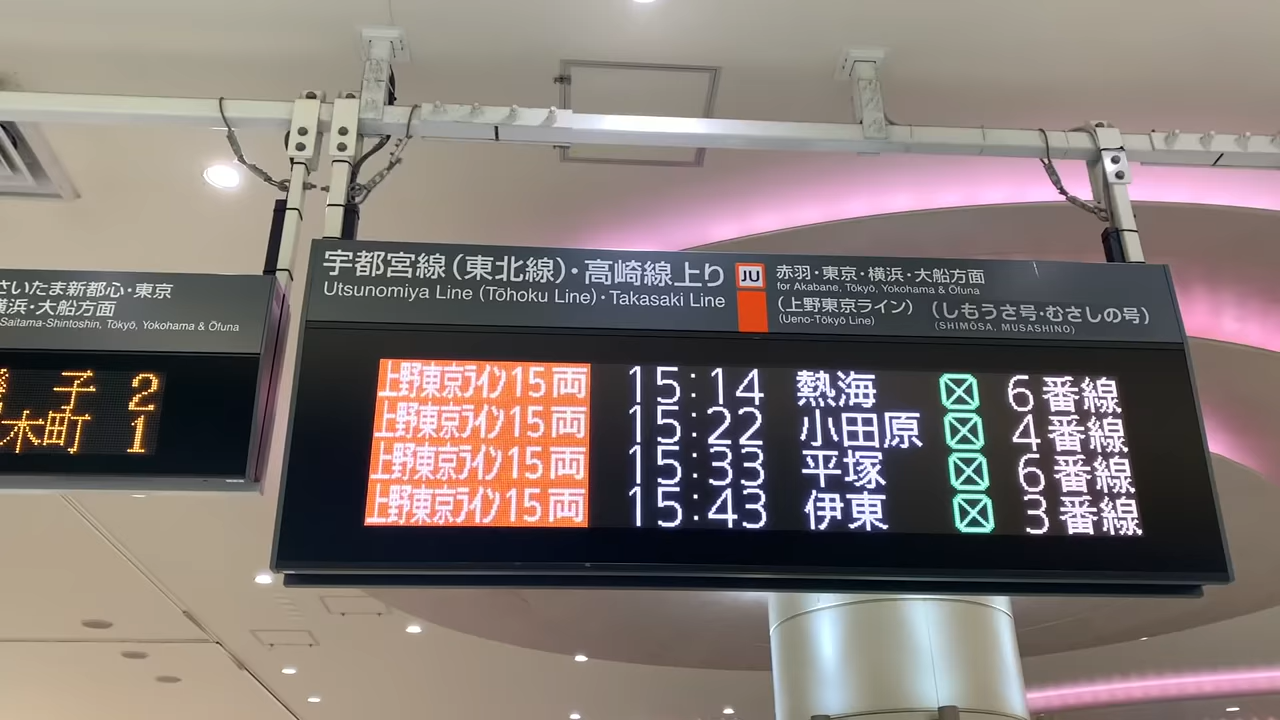 さいたま新都心・東京
横浜・大船方面
Saitama-Shintoshin, Tōkyō, Yokohama & Ōfuna
子 2
木町 1
宇都宮線(東北線)・高崎線上り
Utsunomiya Line (Tōhoku Line)・Takasaki Line
JU
赤羽・東京・横浜・大船方面
for Akabane, Tōkyō, Yokohama & Ōfuna
(上野東京ライン) (しもうさ号・むさしの号)
(Ueno-Tōkyō Line) (SHIMŌSA, MUSASHINO)
上野東京ライン 15両 15:14 熱海 6番線
上野東京ライン 15両 15:22 小田原 4番線
上野東京ライン 15両 15:33 平塚 6番線
上野東京ライン 15両 15:43 伊東 3番線